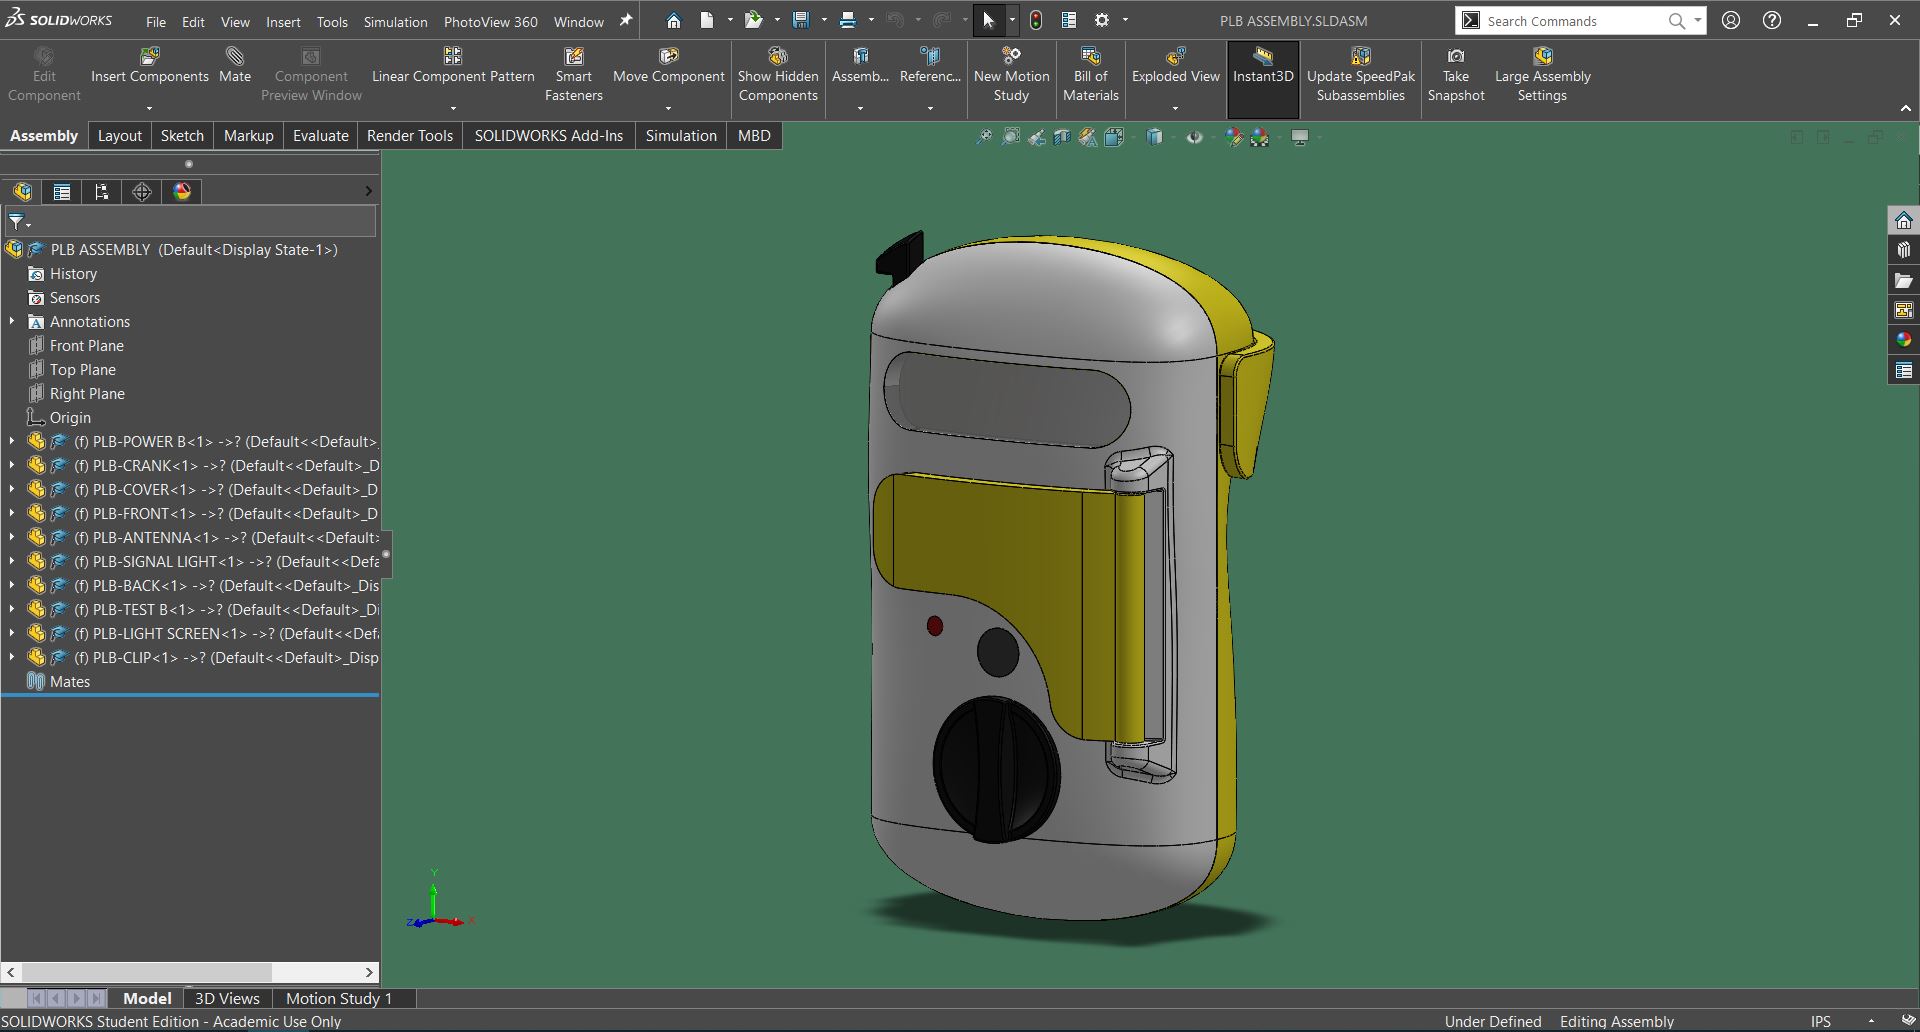 SOLIDWORKS File Edit View Insert Tools Simulation PhotoView 360 Window PLB ASSEMBLY.SLDASM Search Commands
Edit Component
Insert Components
Mate
Component Preview Window
Linear Component Pattern
Smart Fasteners
Move Component
Show Hidden Components
Assemb...
Referenc...
New Motion Study
Bill of Materials
Exploded View
Instant3D
Update SpeedPak Subassemblies
Take Snapshot
Large Assembly Settings
Assembly Layout Sketch Markup Evaluate Render Tools SOLIDWORKS Add-Ins Simulation MBD
PLB ASSEMBLY (Default<Display State-1>)
History
Sensors
A Annotations
Front Plane
Top Plane
Right Plane
Origin
(f) PLB-POWER B<1> ->? (Default<<Default>
(f) PLB-CRANK<1> ->? (Default<<Default>_D
(f) PLB-COVER<1> ->? (Default<<Default>_D
(f) PLB-FRONT<1> ->? (Default<<Default>_D
(f) PLB-ANTENNA<1> ->? (Default<<Default>
(f) PLB-SIGNAL LIGHT<1> ->? (Default<<Defa
(f) PLB-BACK<1> ->? (Default<<Default>_Dis
(f) PLB-TEST B<1> ->? (Default<<Default>_Di
(f) PLB-LIGHT SCREEN<1> ->? (Default<<Defa
(f) PLB-CLIP<1> ->? (Default<<Default>_Disp
Mates
Y
Z X
Model 3D Views Motion Study 1
SOLIDWORKS Student Edition - Academic Use Only Under Defined Editing Assembly IPS